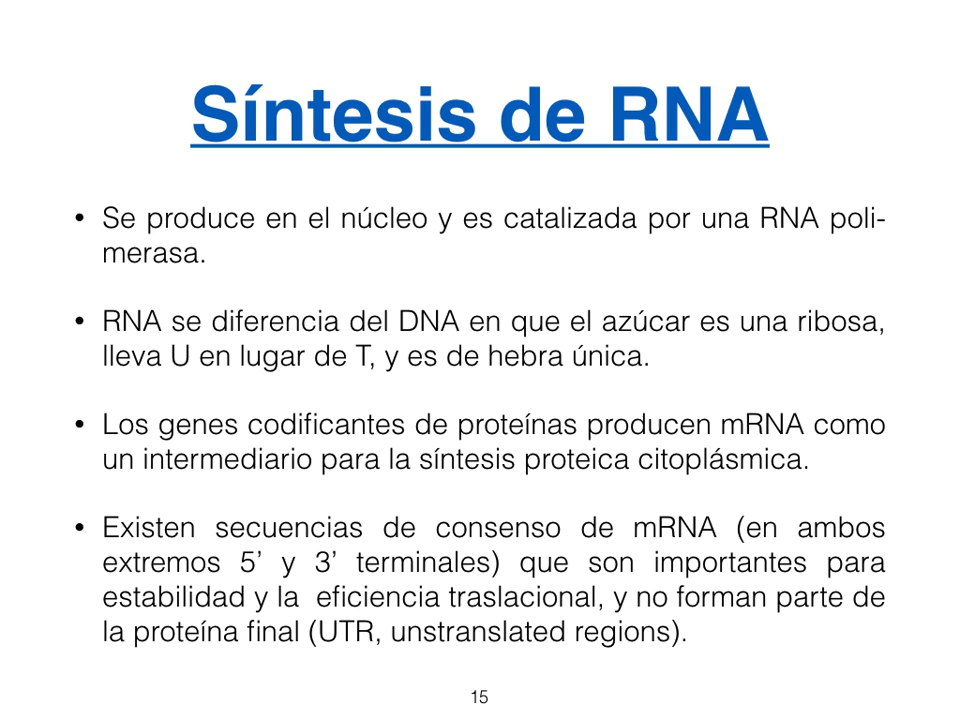 Síntesis de RNA
• Se produce en el núcleo y es catalizada por una RNA poli-
merasa.
• RNA se diferencia del DNA en que el azúcar es una ribosa,
lleva U en lugar de T, y es de hebra única.
• Los genes codificantes de proteínas producen mRNA como
un intermediario para la síntesis proteica citoplásmica.
• Existen secuencias de consenso de mRNA (en ambos
extremos 5’ y 3’ terminales) que son importantes para
estabilidad y la  eficiencia traslacional, y no forman parte de
la proteína final (UTR, unstranslated regions).
15